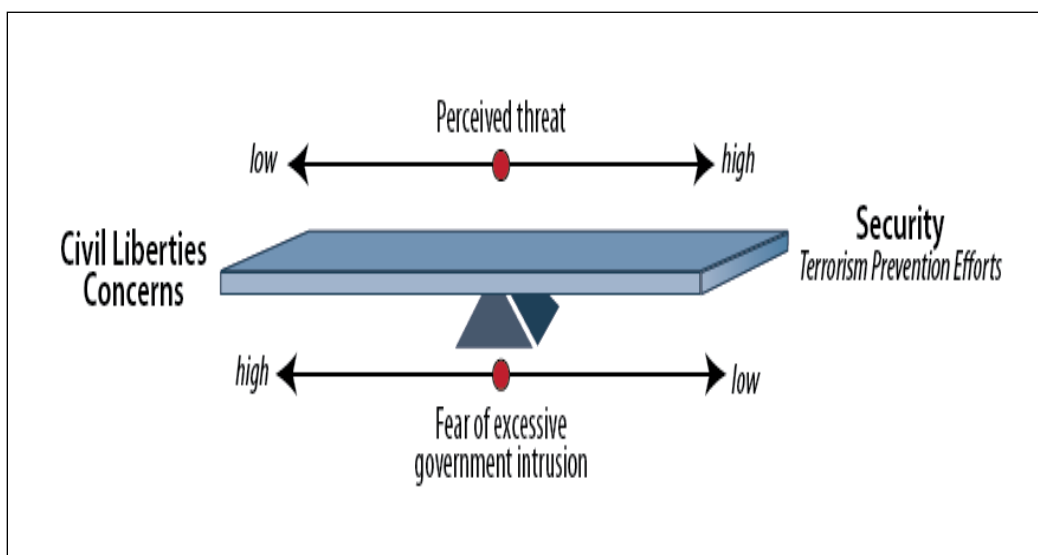 Perceived threat
low
high
Civil Liberties
Concerns
Security
Terrorism Prevention Efforts
high
low
Fear of excessive
government intrusion